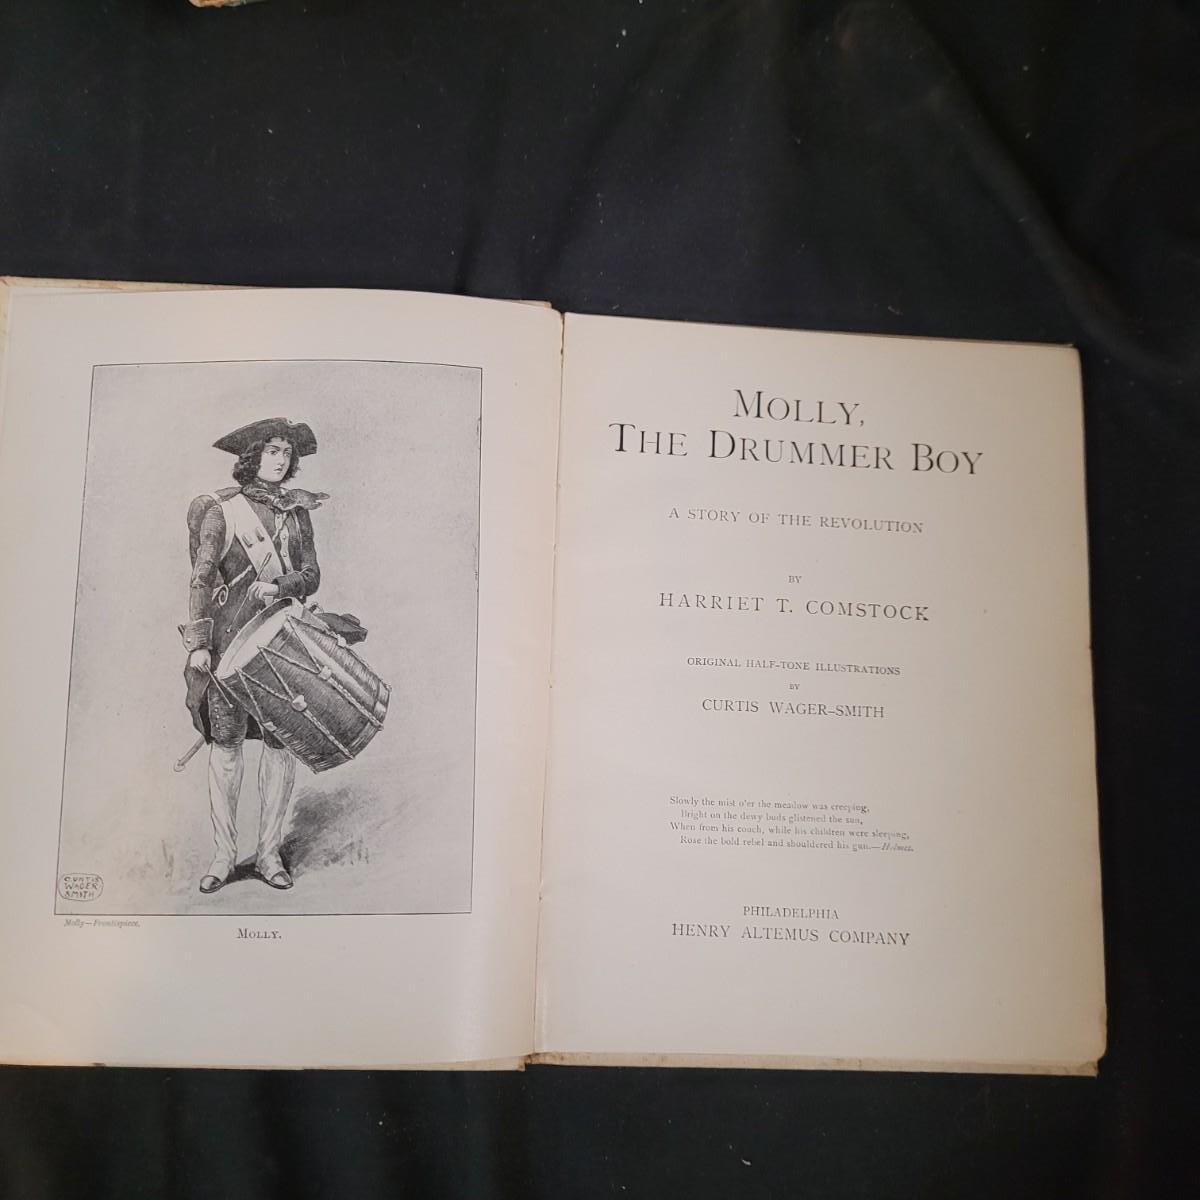 CURTIS
WAGER
SMITH
Molly—Frontispiece.
MOLLY.
MOLLY,
THE DRUMMER BOY
A STORY OF THE REVOLUTION
BY
HARRIET T. COMSTOCK
ORIGINAL HALF-TONE ILLUSTRATIONS
BY
CURTIS WAGER-SMITH
Slowly the mist o'er the meadow was creeping,
Bright on the dewy buds glistened the sun,
When from his couch, while his children were sleeping,
Rose the bold rebel and shouldered his gun.—Holmes.
PHILADELPHIA
HENRY ALTEMUS COMPANY